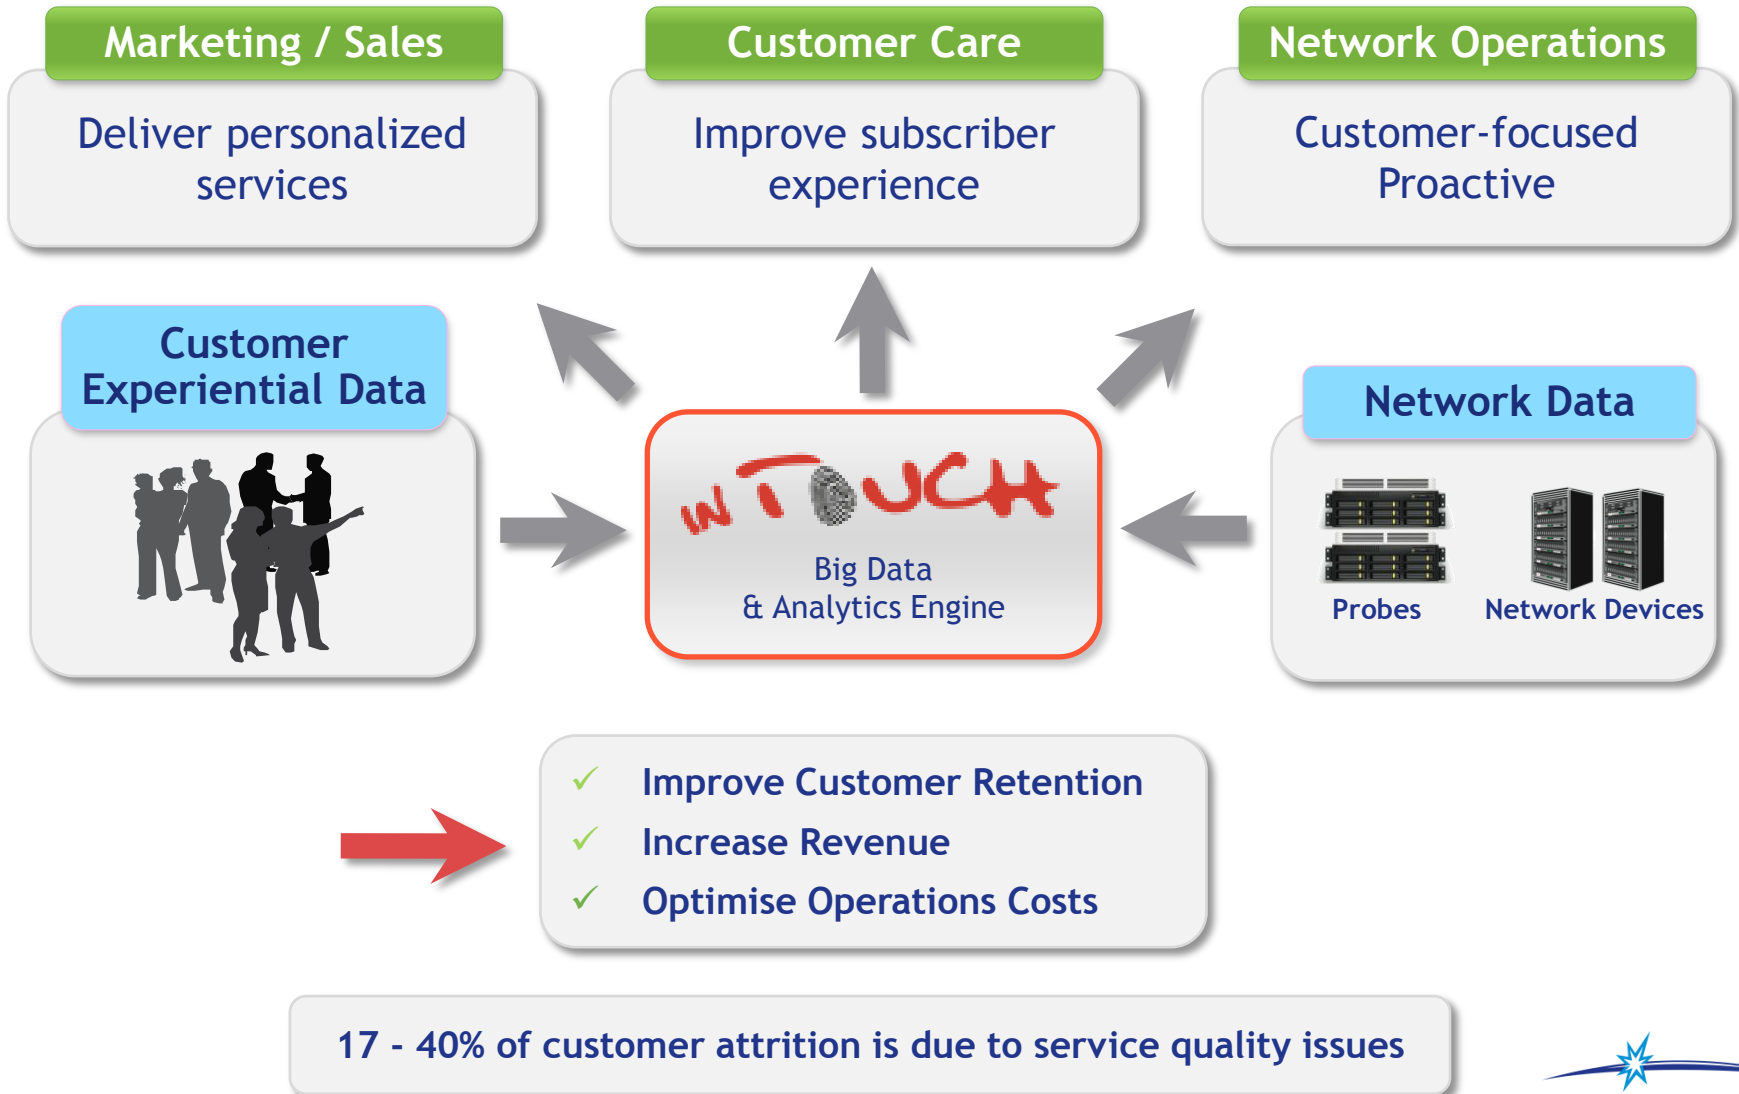 Marketing / Sales
Deliver personalized
services
Customer Care
Improve subscriber
experience
Network Operations
Customer-focused
Proactive
Customer
Experiential Data
in TOUCH
Big Data
& Analytics Engine
Network Data
Probes
Network Devices
✓ Improve Customer Retention
✓ Increase Revenue
✓ Optimise Operations Costs
17 - 40% of customer attrition is due to service quality issues